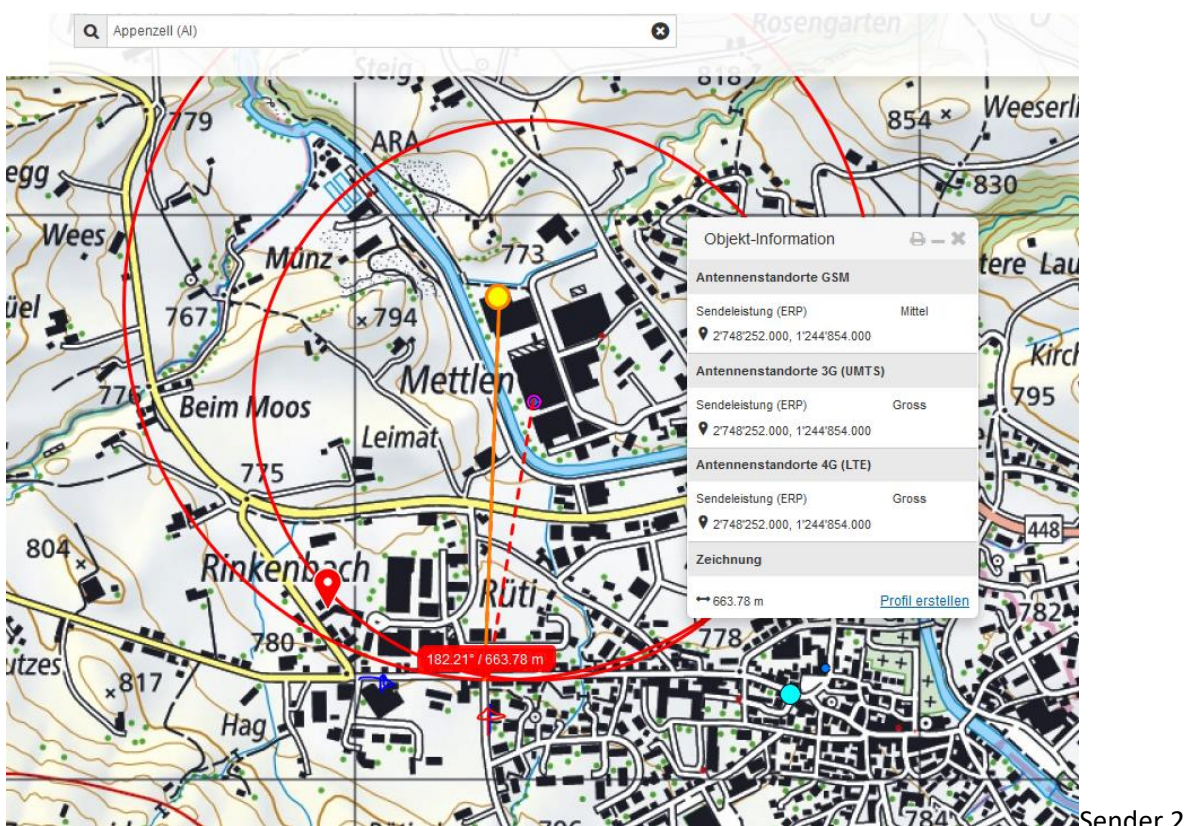 Appenzell (AI)
Rosengarten
Steig
818
779
ARA
854
Weeserli
egg
830
Wees
Münz
773
tere Lau
üel
767
794
Mettlen
Kirch
776
Beim Moos
795
Leimat
775
448
804
Rinkenbach
Rüti
782
780
778
utzes
817
182.21° / 663.78 m
Hag
784
Objekt-Information
Antennenstandorte GSM
Sendeleistung (ERP) Mittel
2'748'252.000, 1'244'854.000
Antennenstandorte 3G (UMTS)
Sendeleistung (ERP) Gross
2'748'252.000, 1'244'854.000
Antennenstandorte 4G (LTE)
Sendeleistung (ERP) Gross
2'748'252.000, 1'244'854.000
Zeichnung
663.78 m Profil erstellen
Sender 2